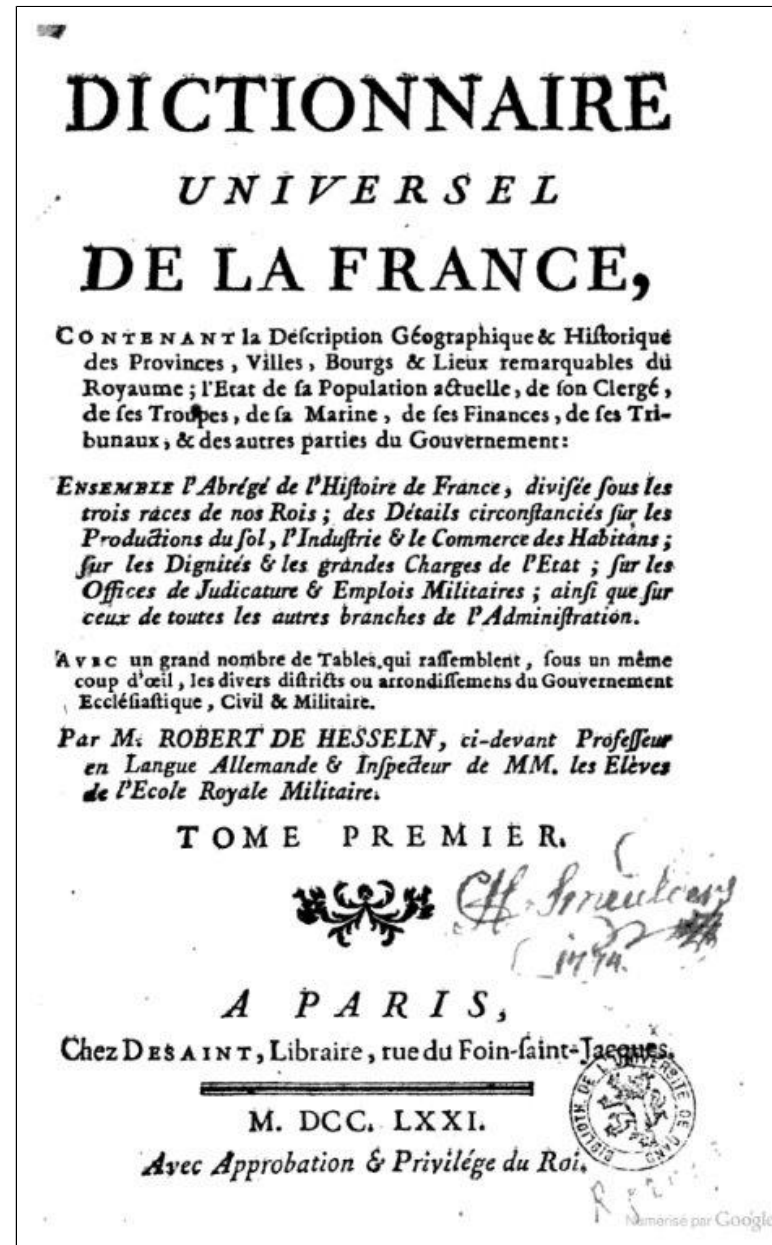 DICTIONNAIRE
UNIVERSEL
DE LA FRANCE,
CONTENANT la Deſcription Géographique & Hiſtorique
des Provinces, Villes, Bourgs & Lieux remarquables du
Royaume; l'Etat de ſa Population actuelle, de ſon Clergé,
de ſes Troupes, de ſa Marine, de ſes Finances, de ſes Tri-
bunaux, & des autres parties du Gouvernement:
ENSEMBLE l'Abrégé de l'Hiſtoire de France, diviſée ſous les
trois races de nos Rois; des Détails circonſtanciés ſur les
Productions du ſol, l'Induſtrie & le Commerce des Habitans;
ſur les Dignités & les grandes Charges de l'Etat; ſur les
Offices de Judicature & Emplois Militaires; ainſi que ſur
ceux de toutes les autres branches de l'Adminiſtration.
AVEC un grand nombre de Tables qui raſſemblent, ſous un même
coup d'œil, les divers diſtricts ou arrondiſſemens du Gouvernement
Eccléſiaſtique, Civil & Militaire.
Par M. ROBERT DE HESSELN, ci-devant Profeſſeur
en Langue Allemande & Inſpecteur de MM. les Elèves
de l'Ecole Royale Militaire.
TOME PREMIER.
1774.
A PARIS,
Chez DESAINT, Libraire, rue du Foin-ſaint-Jacques.
M. DCC. LXXI.
Avec Approbation & Privilége du Roi.
BIBLIOTH. DE L'UNIVERSITÉ DE GAND
Numérisé par Google